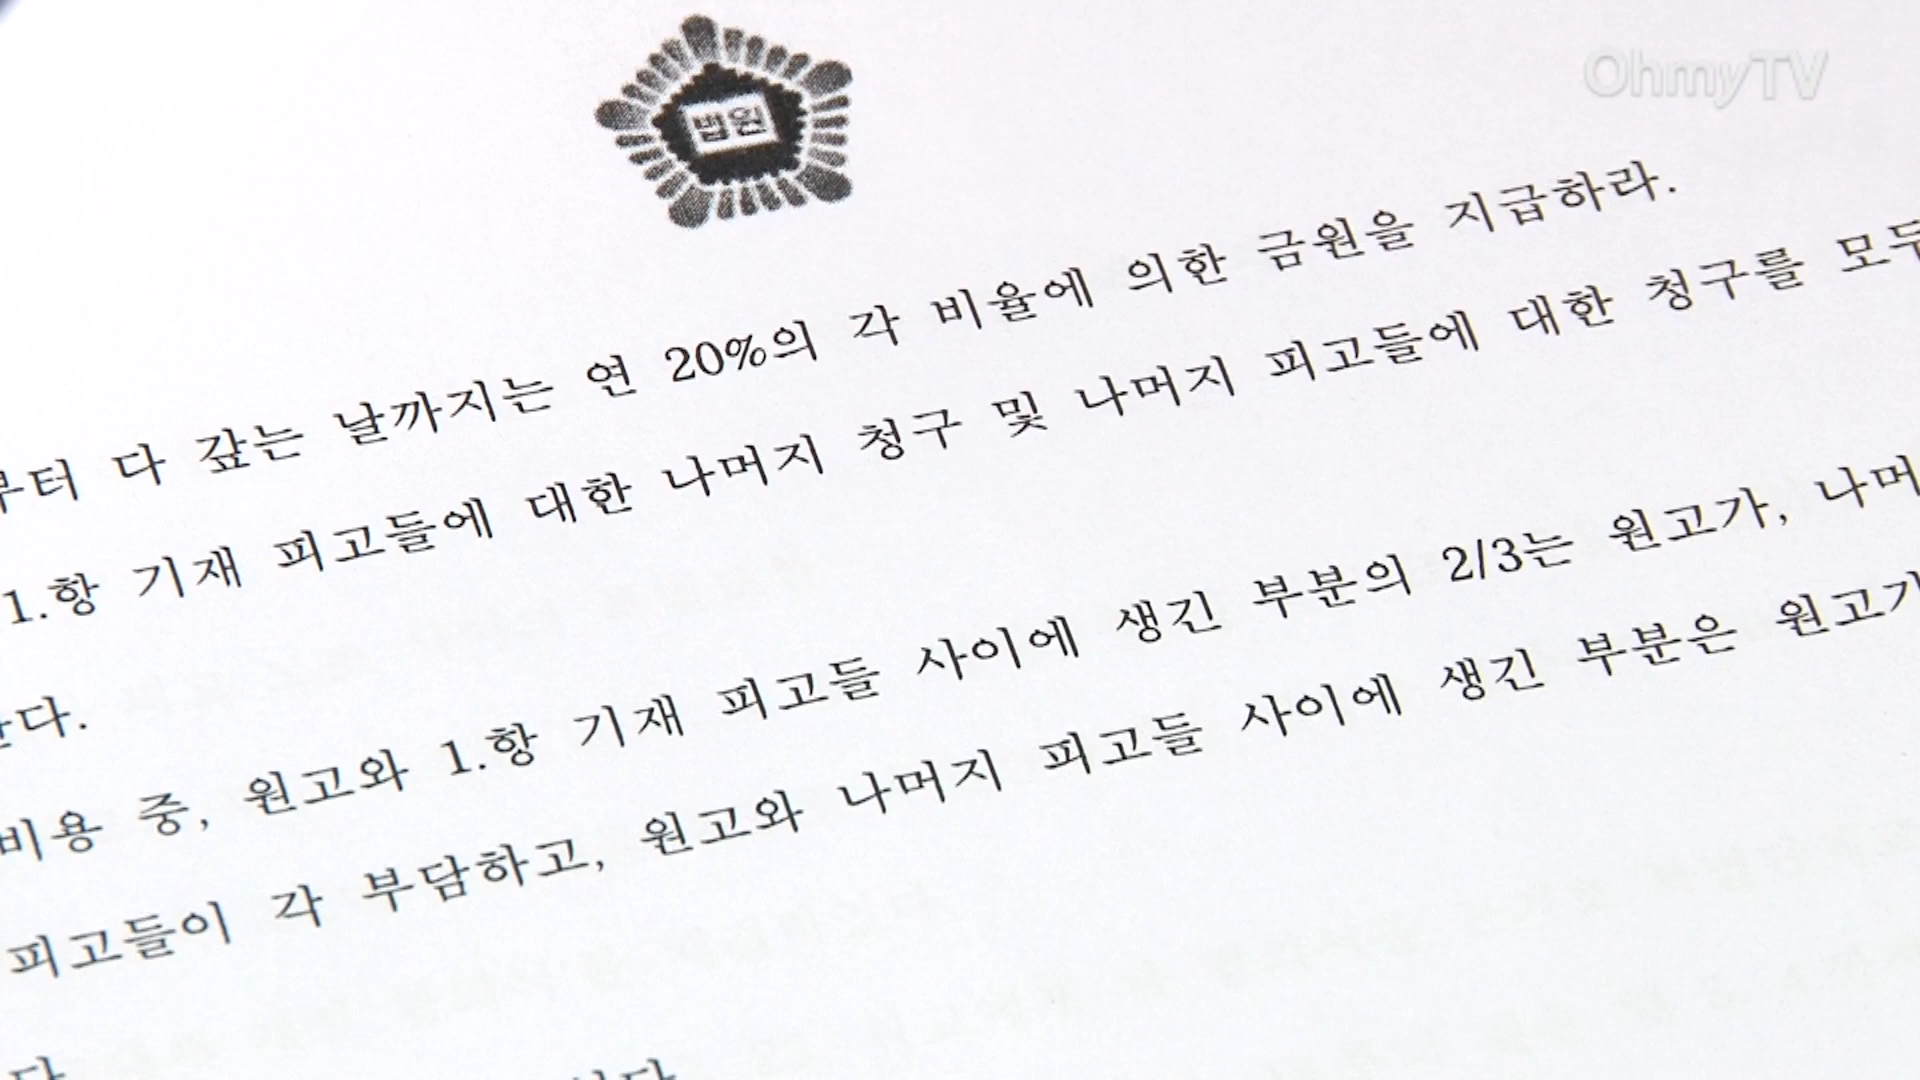 법원
OhmyTV
부터 다 갚는 날까지는 연 20%의 각 비율에 의한 금원을 지급하라.
1.항 기재 피고들에 대한 나머지 청구 및 나머지 피고들에 대한 청구를 모두
다.
비용 중, 원고와 1.항 기재 피고들 사이에 생긴 부분의 2/3는 원고가, 나머
피고들이 각 부담하고, 원고와 나머지 피고들 사이에 생긴 부분은 원고가
다